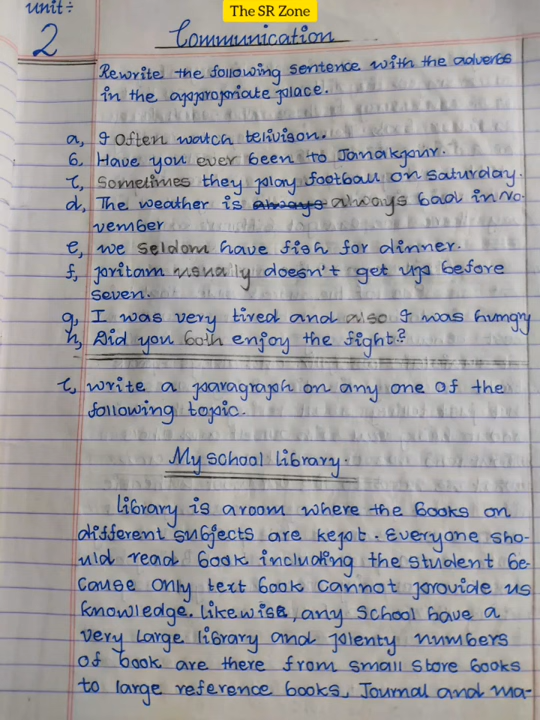 The SR Zone
unit:-
2
Communication
Rewrite the following sentence with the adverbs
in the appropriate place.
a, I often watch telivison.
b. Have you ever been to Janakpur.
c, Sometimes they play football on saturday.
d, The weather is always always bad in No-
vember
e, we seldom have fish for dinner.
f, pritam usually doesn't get up before
seven.
g, I was very tired and also I was hungry
h, Did you both enjoy the fight?
c, write a paragraph on any one of the
following topic.
My school library.
library is a room where the books on
different subjects are kept. Everyone sho-
uld read book including the student be-
cause only text book cannot provide us
knowledge. likewise, any school have a
very large library and plenty numbers
of book are there from small store books
to large reference books, Journal and ma-